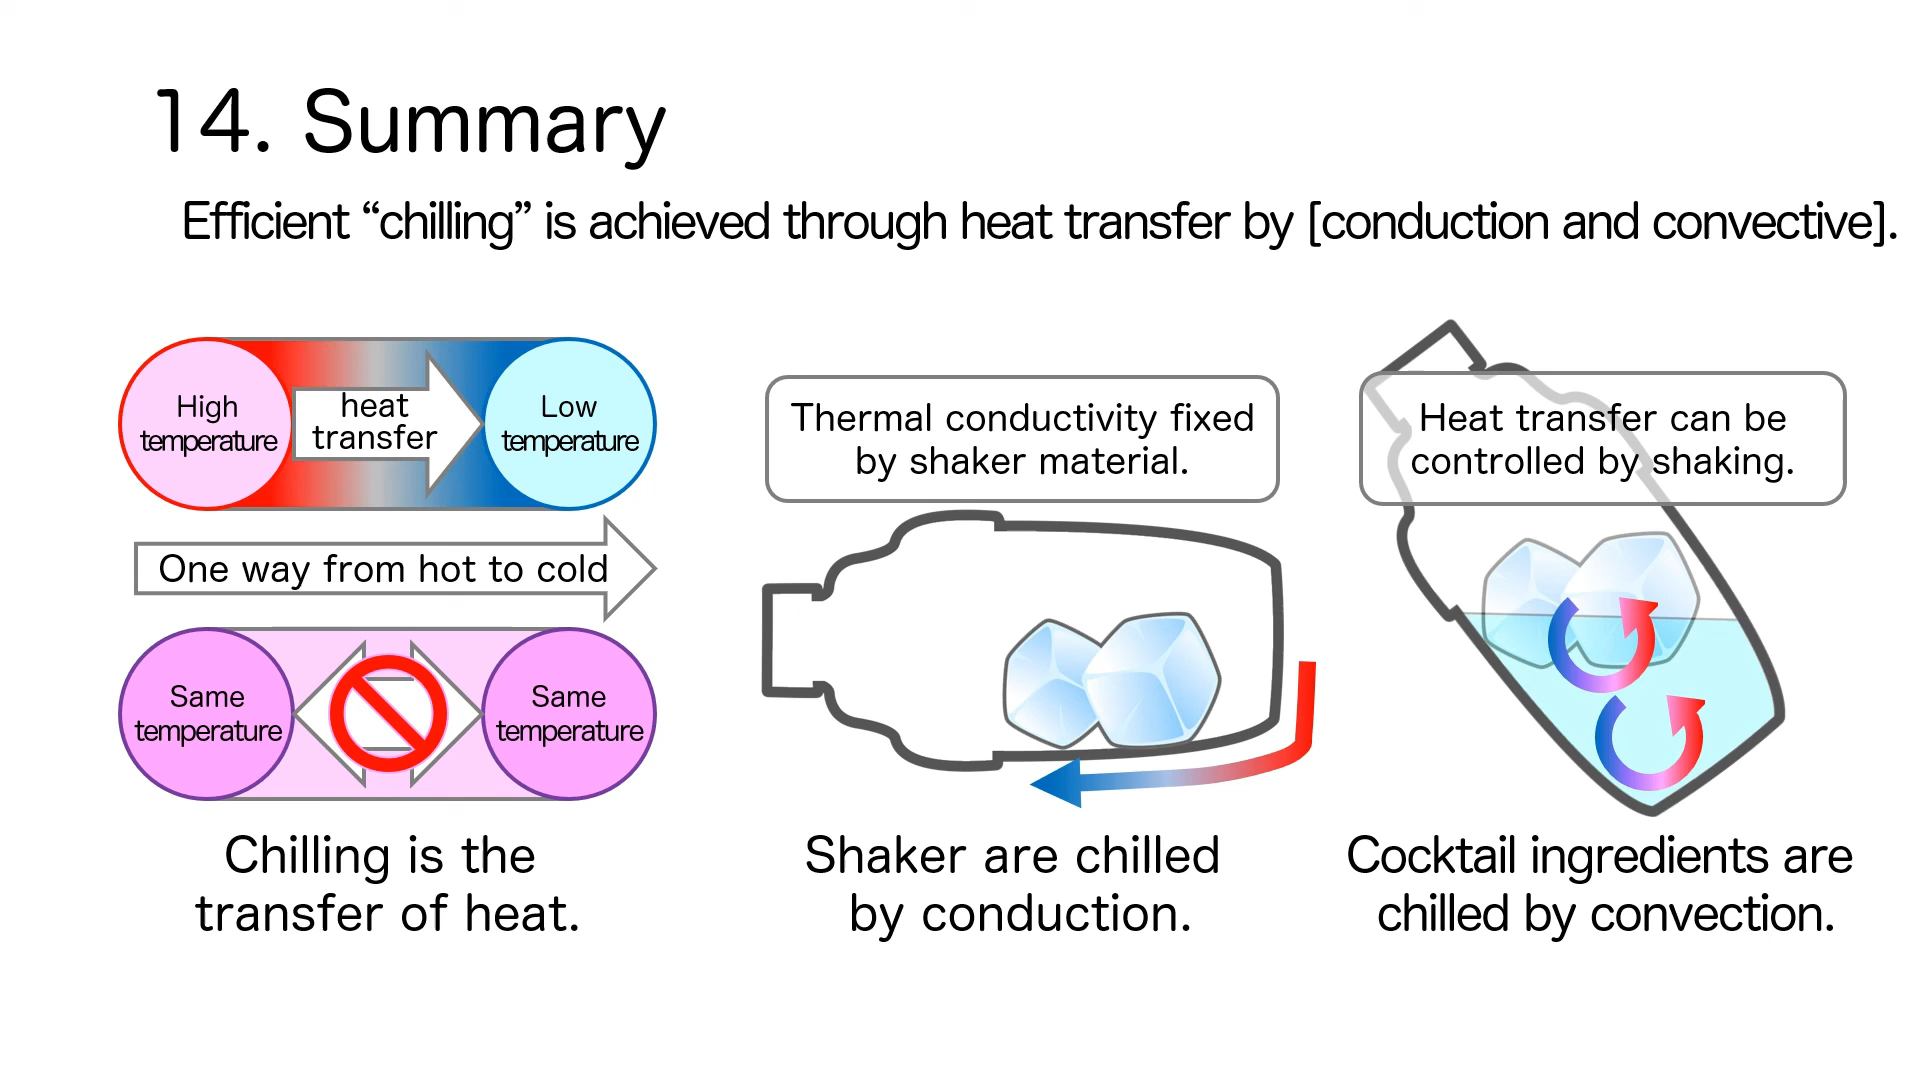 14. Summary
Efficient “chilling” is achieved through heat transfer by [conduction and convective].
High
temperature
heat
transfer
Low
temperature
One way from hot to cold
Same
temperature
Same
temperature
Chilling is the
transfer of heat.
Thermal conductivity fixed
by shaker material.
Shaker are chilled
by conduction.
Heat transfer can be
controlled by shaking.
Cocktail ingredients are
chilled by convection.